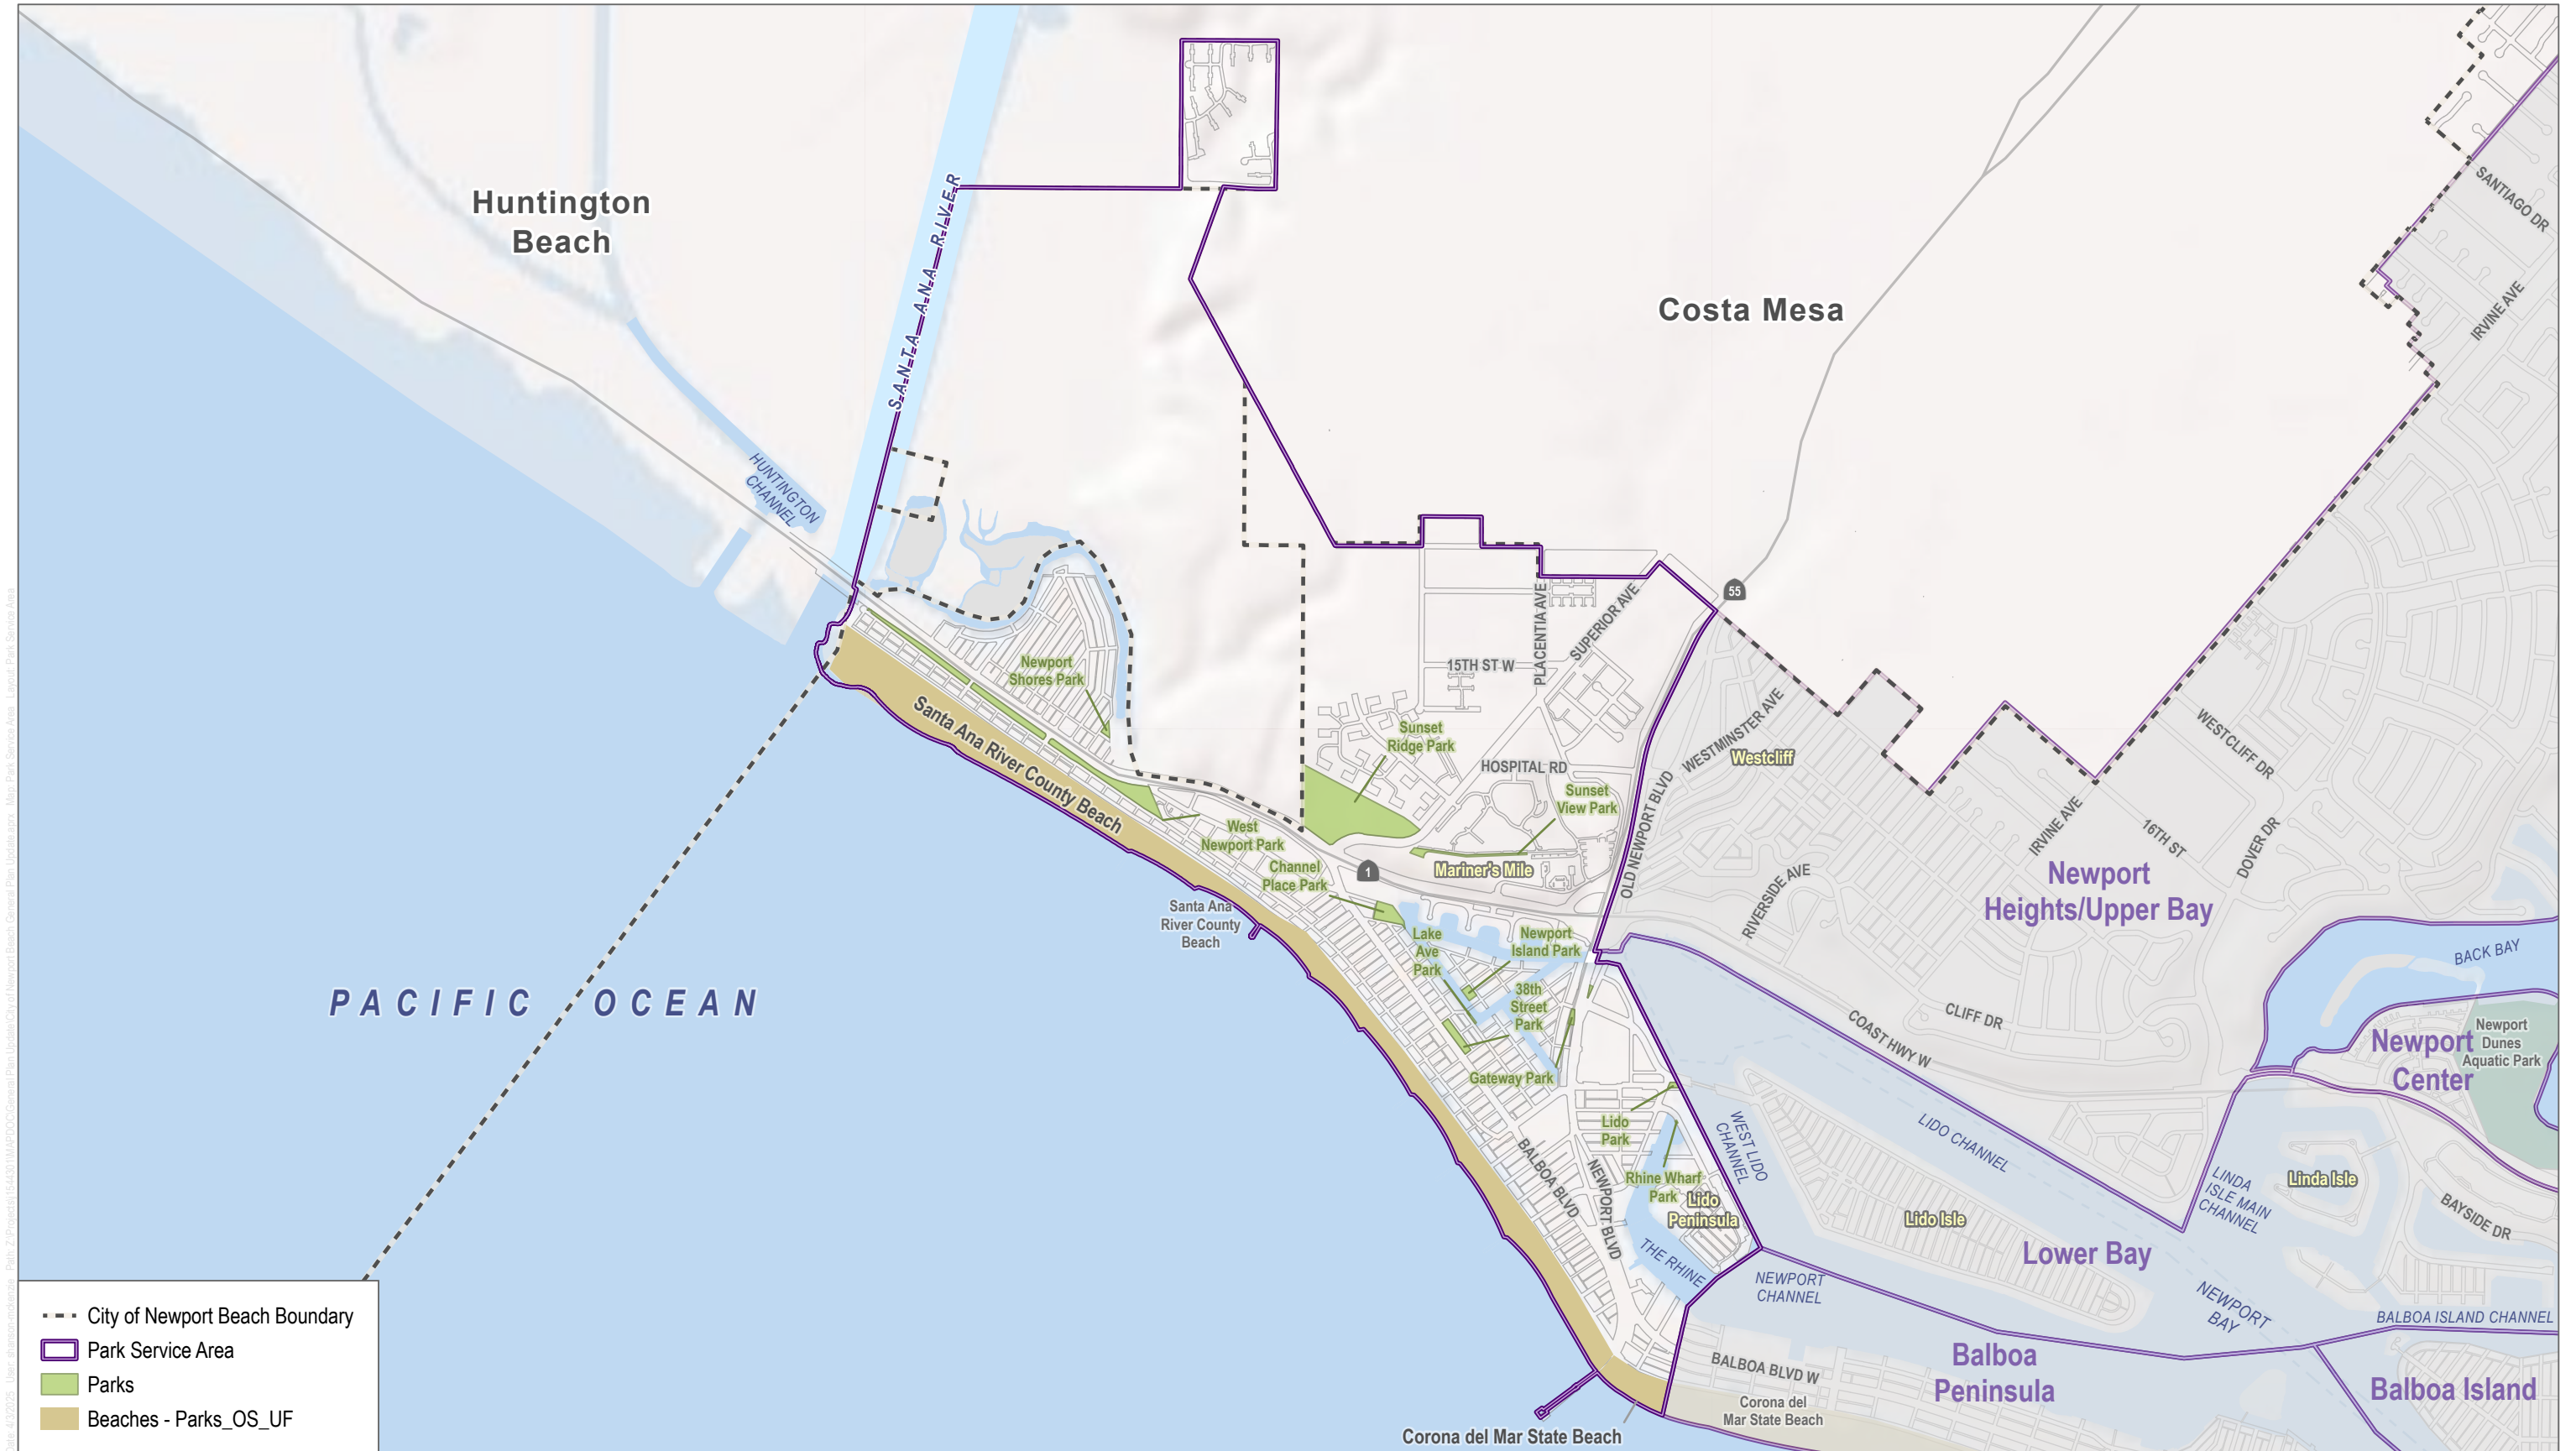 Huntington
Beach
SANTA ANA RIVER
Costa Mesa
SANTIAGO DR
IRVINE AVE
HUNTINGTON
CHANNEL
55
PLACENTIA AVE
SUPERIOR AVE
15TH ST W
Newport
Shores Park
Santa Ana River County Beach
Sunset
Ridge Park
HOSPITAL RD
Sunset
View Park
WESTMINSTER AVE
Westcliff
WESTCLIFF DR
OLD NEWPORT BLVD
IRVINE AVE
16TH ST
DOVER DR
West
Newport Park
Channel
Place Park
1
Mariner's Mile
RIVERSIDE AVE
Newport
Heights/Upper Bay
Santa Ana
River County
Beach
Lake
Ave
Park
Newport
Island Park
38th
Street
Park
BACK BAY
PACIFIC OCEAN
CLIFF DR
COAST HWY W
Newport
Center
Newport
Dunes
Aquatic Park
Gateway Park
Lido
Park
WEST LIDO
CHANNEL
LIDO CHANNEL
BALBOA BLVD
NEWPORT BLVD
Rhine Wharf
Park
Lido
Peninsula
LINDA
ISLE MAIN
CHANNEL
Linda Isle
BAYSIDE DR
Lido Isle
Lower Bay
THE RHINE
NEWPORT
CHANNEL
NEWPORT
BAY
BALBOA ISLAND CHANNEL
BALBOA BLVD W
Balboa
Peninsula
Balboa Island
Corona del
Mar State Beach
Corona del Mar State Beach
City of Newport Beach Boundary
Park Service Area
Parks
Beaches - Parks_OS_UF